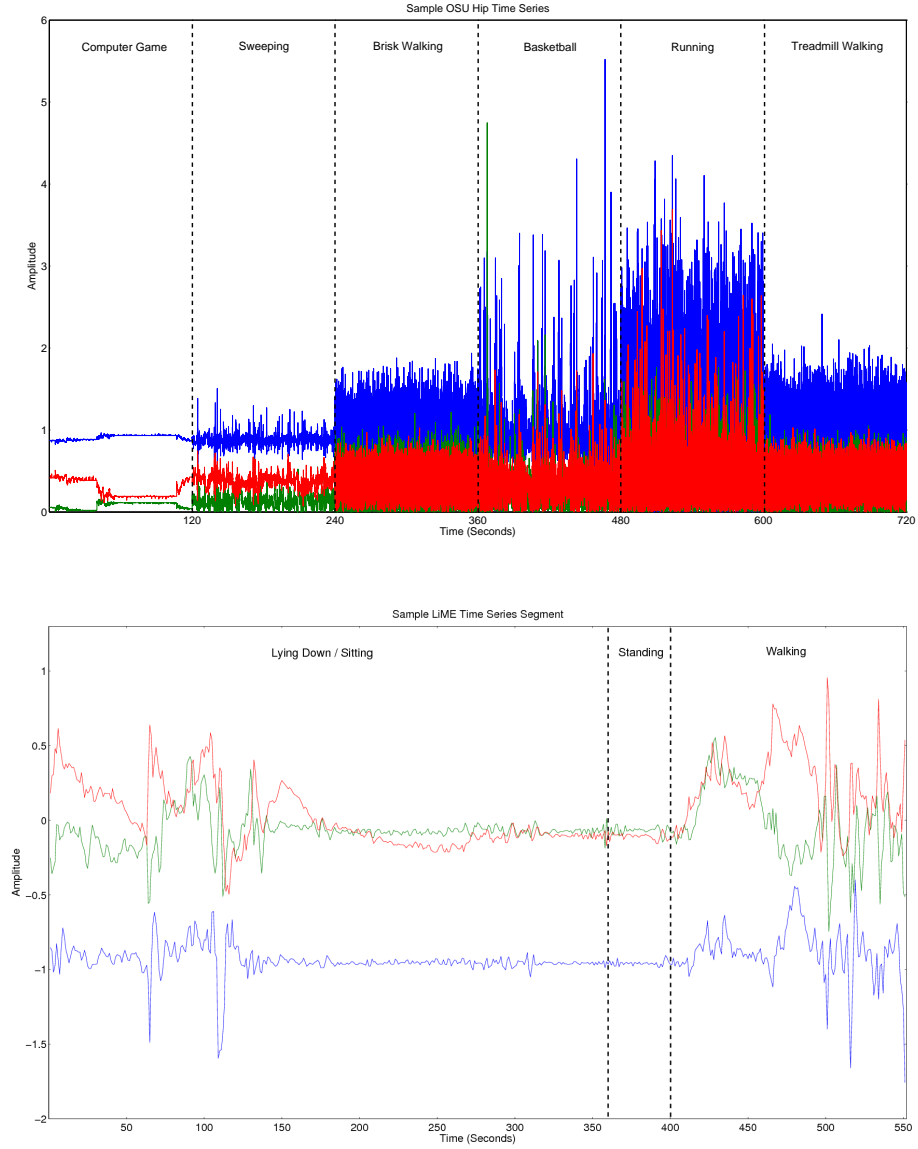 Sample OSU Hip Time Series
Computer Game Sweeping Brisk Walking Basketball Running Treadmill Walking
Amplitude
6
5
4
3
2
1
0
120 240 360 480 600 720
Time (Seconds)
Sample LiME Time Series Segment
Lying Down / Sitting Standing Walking
Amplitude
1
0.5
0
−0.5
−1
−1.5
−2
50 100 150 200 250 300 350 400 450 500 550
Time (Seconds)